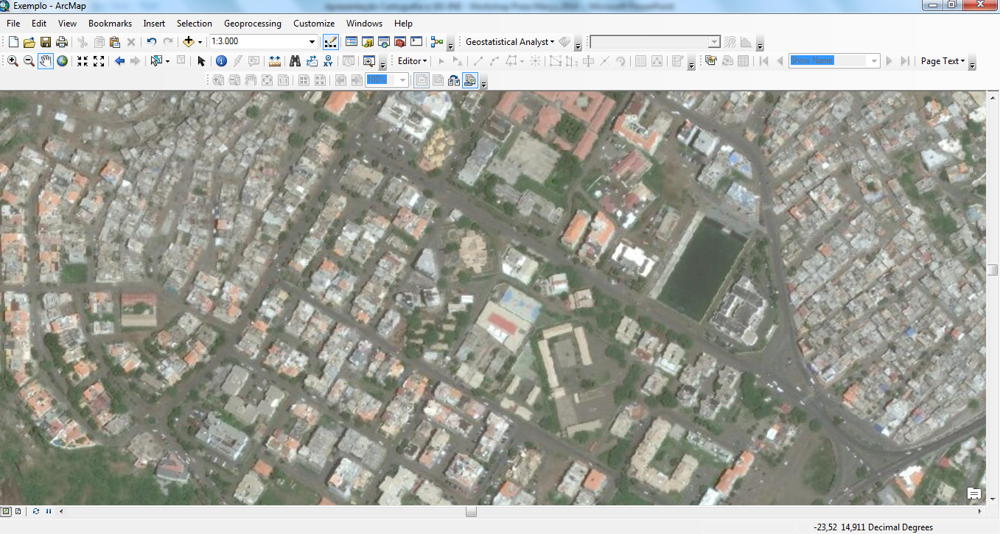 Exemplo - ArcMap
File Edit View Bookmarks Insert Selection Geoprocessing Customize Windows Help
1:3.000
Geostatistical Analyst
Editor
Show Name
Page Text
100%
-23,52 14,911 Decimal Degrees